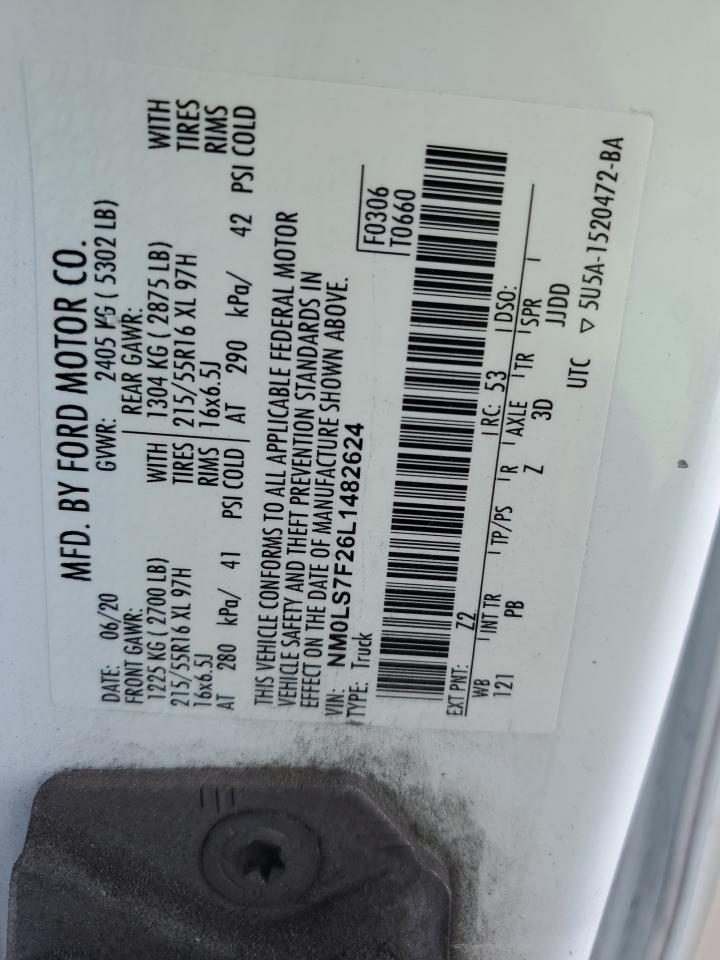 MFD. BY FORD MOTOR CO.
DATE: 06/20 GVWR: 2405 KG ( 5302 LB)
FRONT GAWR: REAR GAWR:
1225 KG ( 2700 LB) WITH 1304 KG ( 2875 LB) WITH
215/55R16 XL 97H TIRES 215/55R16 XL 97H TIRES
16x6.5J RIMS 16x6.5J RIMS
AT 280 kPa/ 41 PSI COLD AT 290 kPa/ 42 PSI COLD
THIS VEHICLE CONFORMS TO ALL APPLICABLE FEDERAL MOTOR
VEHICLE SAFETY AND THEFT PREVENTION STANDARDS IN
EFFECT ON THE DATE OF MANUFACTURE SHOWN ABOVE.
VIN: NM0LS7F26L1482624 F0306
TYPE: Truck T0660
EXT PNT: Z2 RC: 53 DSO:
WB INT TR TP/PS R AXLE TR SPR
121 PB Z 3D JJDD
UTC ▽ 5U5A-1520472-BA